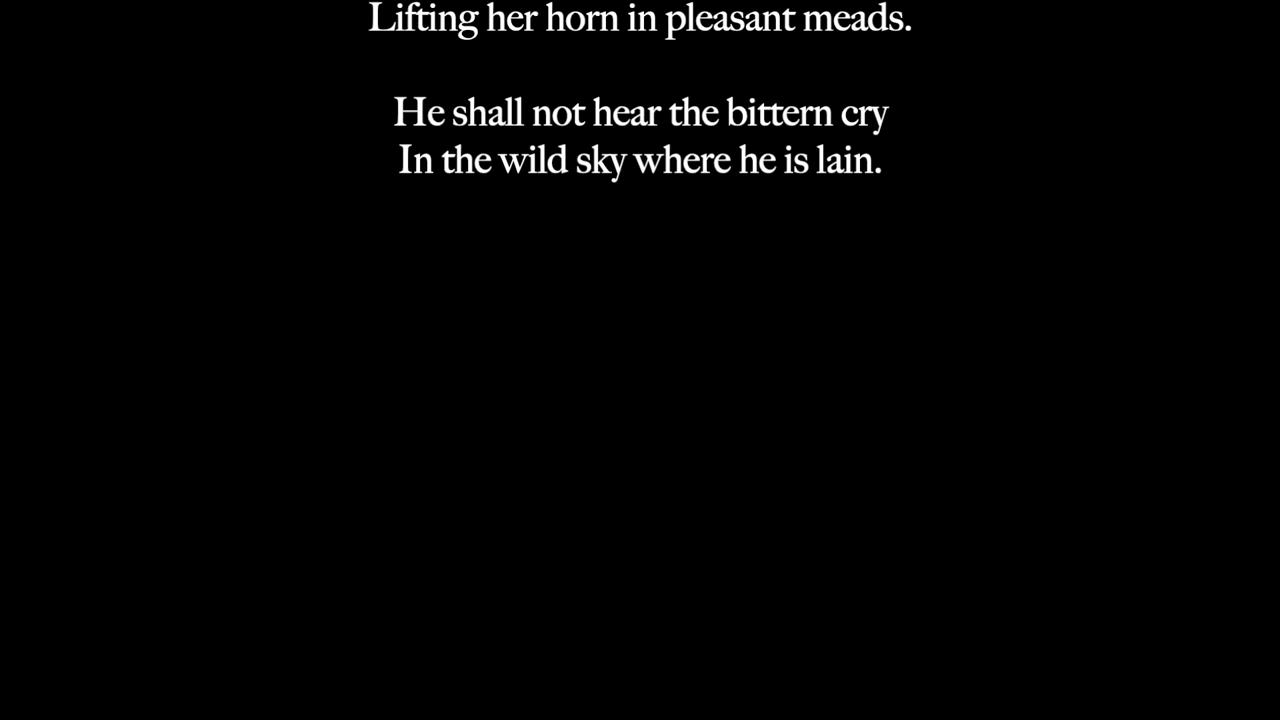 Lifting her horn in pleasant meads.
He shall not hear the bittern cry
In the wild sky where he is lain.